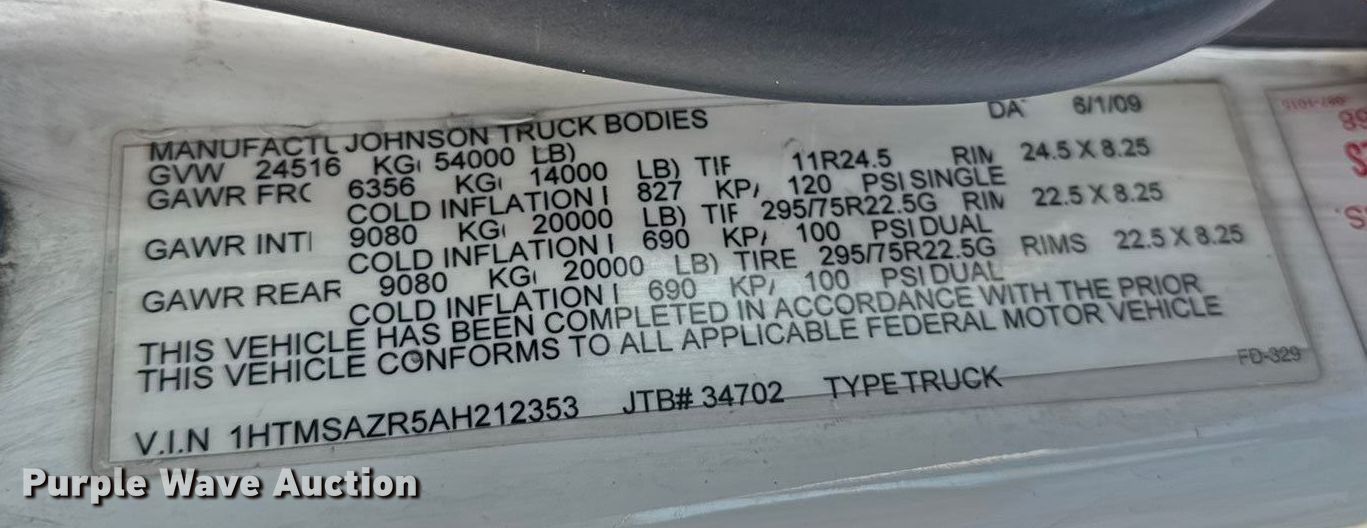 MANUFACTU JOHNSON TRUCK BODIES DA 6/1/09
GVW 24516 KG( 54000 LB)
GAWR FRC 6356 KG( 14000 LB) TIF 11R24.5 RIM 24.5 X 8.25
COLD INFLATION I 827 KP/ 120 PSI SINGLE
GAWR INTI 9080 KG( 20000 LB) TIF 295/75R22.5G RIM 22.5 X 8.25
COLD INFLATION I 690 KP/ 100 PSI DUAL
GAWR REAR 9080 KG( 20000 LB) TIRE 295/75R22.5G RIMS 22.5 X 8.25
COLD INFLATION I 690 KP/ 100 PSI DUAL
THIS VEHICLE HAS BEEN COMPLETED IN ACCORDANCE WITH THE PRIOR
THIS VEHICLE CONFORMS TO ALL APPLICABLE FEDERAL MOTOR VEHICLE
FD-329
V.I.N 1HTMSAZR5AH212353 JTB# 34702 TYPE TRUCK
Purple Wave Auction